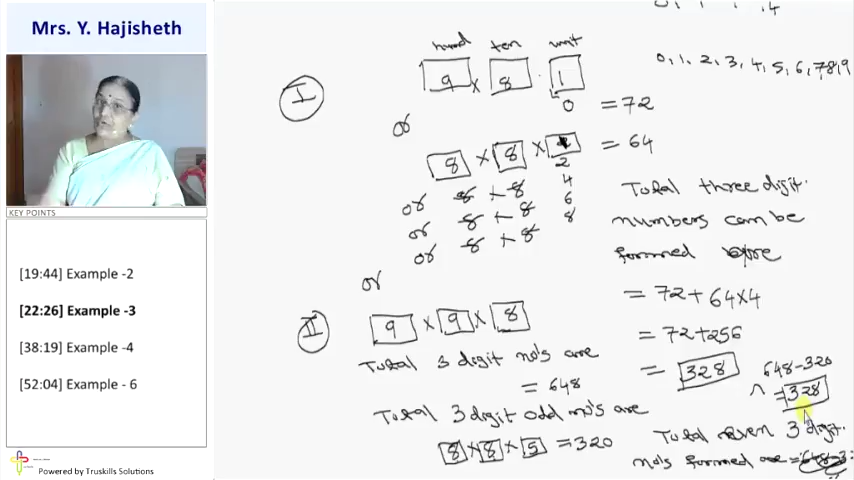 Mrs. Y. Hajisheth
KEY POINTS
[19:44] Example -2
[22:26] Example -3
[38:19] Example -4
[52:04] Example - 6
Powered by Truskills Solutions
hund ten unit
0, 1, 2, 3, 4, 5, 6, 7, 8, 9
I 9 × 8 · 1
0 = 72
or
8 × 8 × = 64
2
or 8 × 8 4
or 8 × 8 6
or 8 × 8 8
Total three digit
numbers can be
formed are
= 72 + 64 × 4
= 72 + 256
= 328
or
II 9 × 9 × 8
Total 3 digit no's are
= 648
Total 3 digit odd no's are
8 × 8 × 5 = 320
648 - 320
= 328
Total even 3 digit
no's formed are =